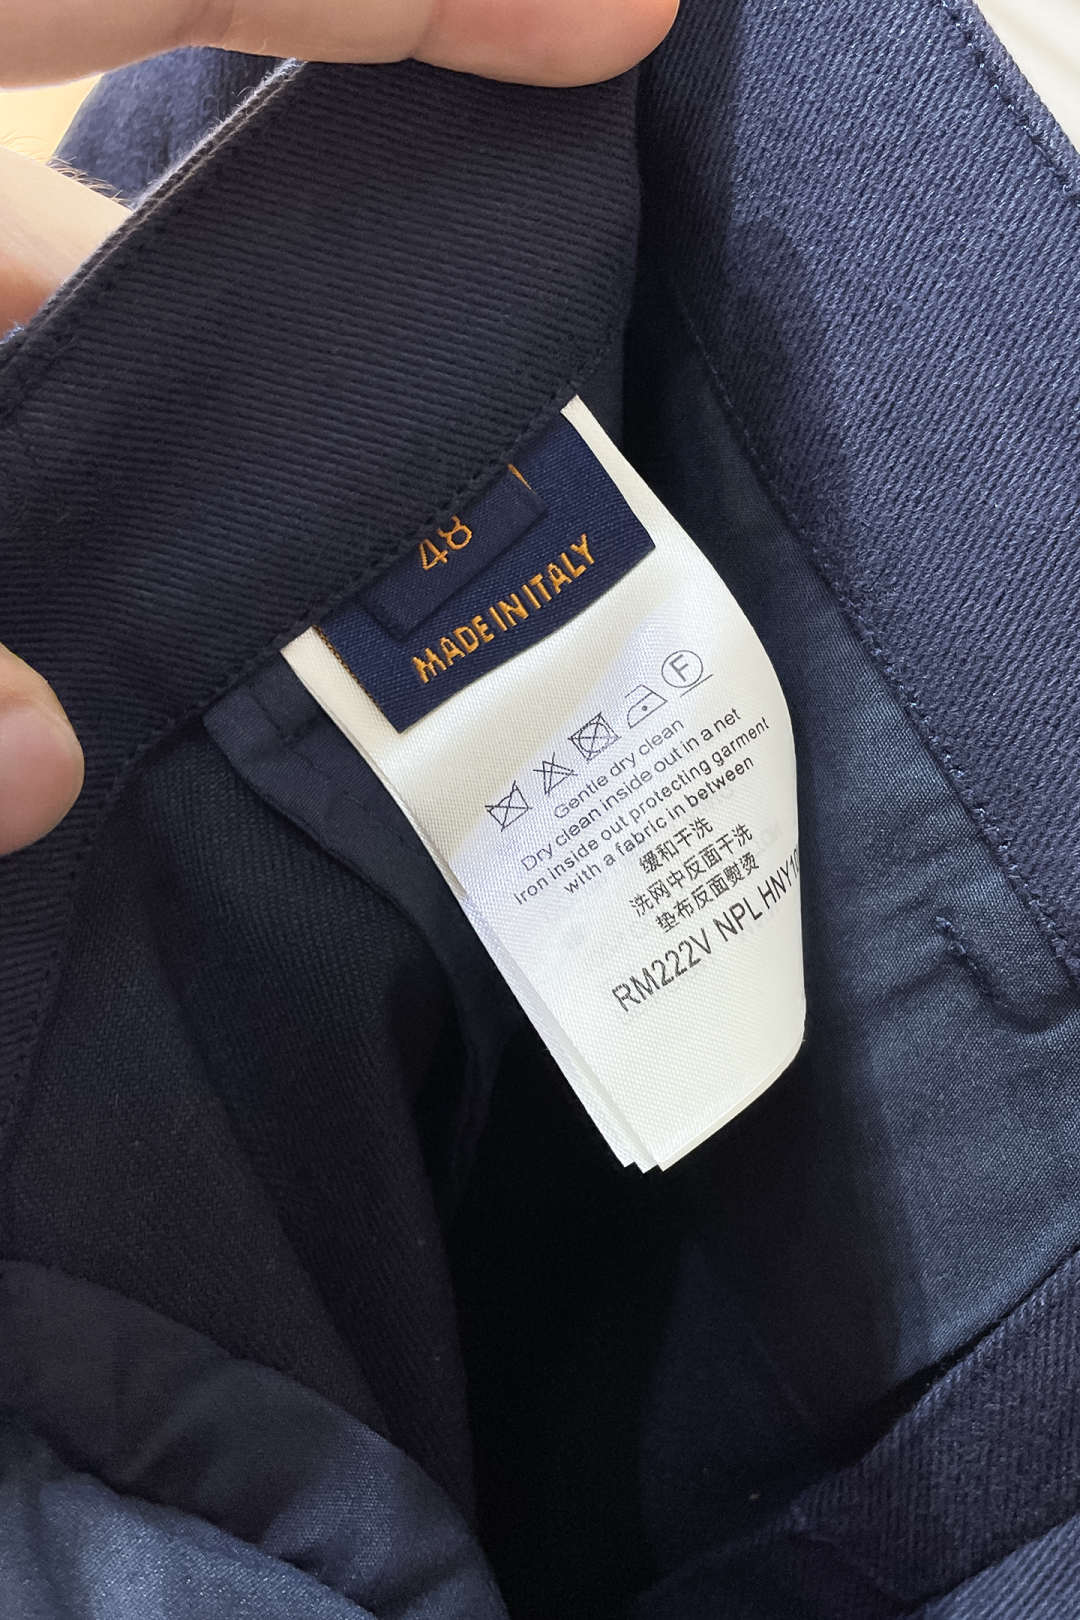 48
MADE IN ITALY
F
Gentle dry clean
Dry clean inside out in a net
Iron inside out protecting garment
with a fabric in between
缓和干洗
洗网中反面干洗
垫布反面熨烫
RM222V NPL HNY10